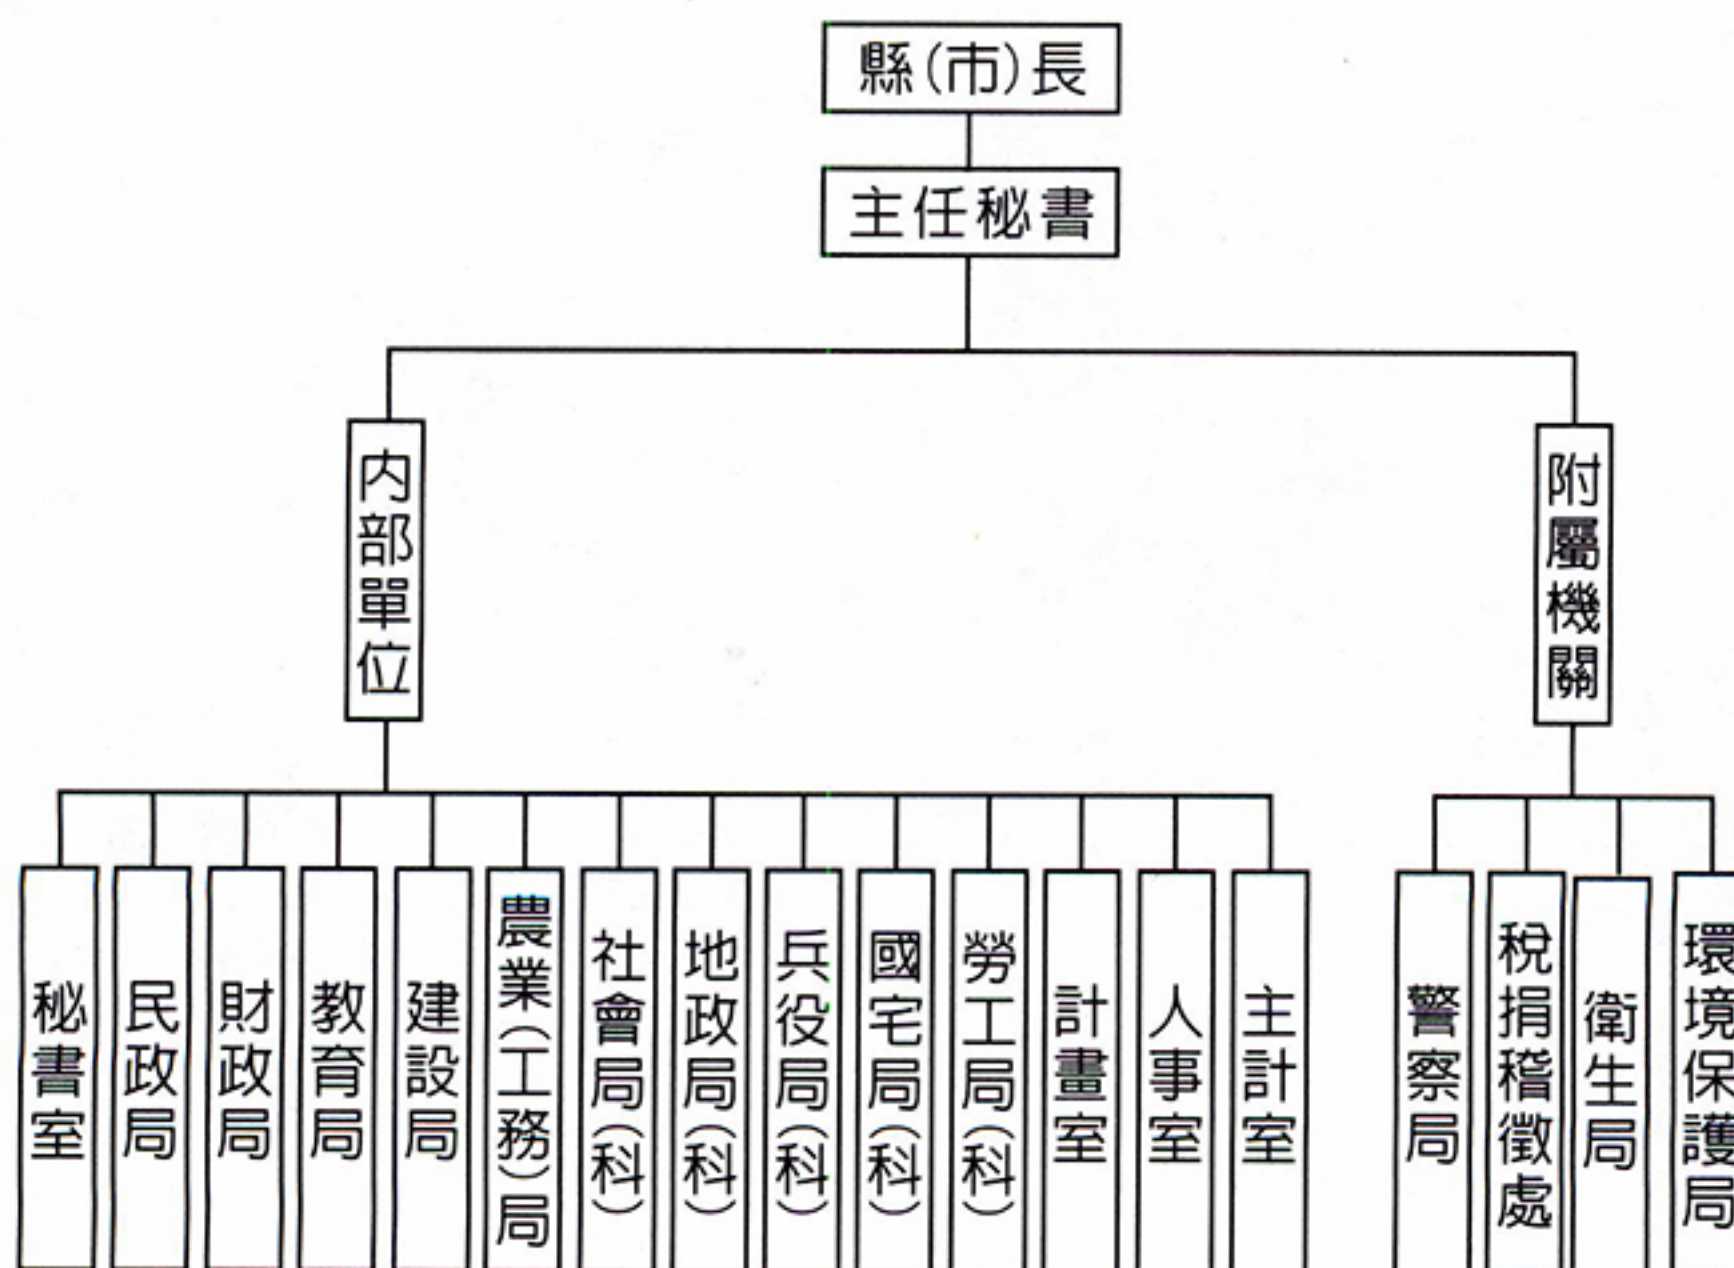 縣(市)長
主任秘書
內部單位
附屬機關
秘書室
民政局
財政局
教育局
建設局
農業(工務)局
社會局(科)
地政局(科)
兵役局(科)
國宅局(科)
勞工局(科)
計畫室
人事室
主計室
警察局
稅捐稽徵處
衛生局
環境保護局